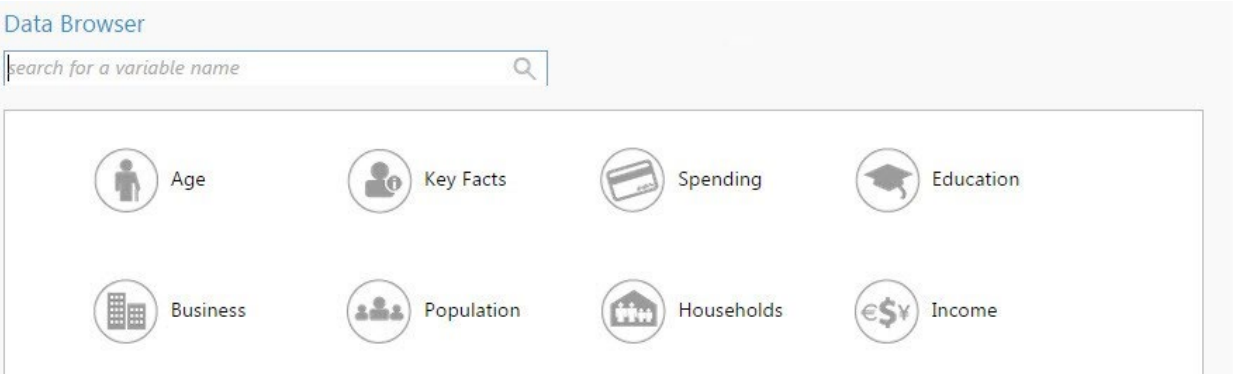 Data Browser
search for a variable name
Age Key Facts Spending Education
Business Population Households Income